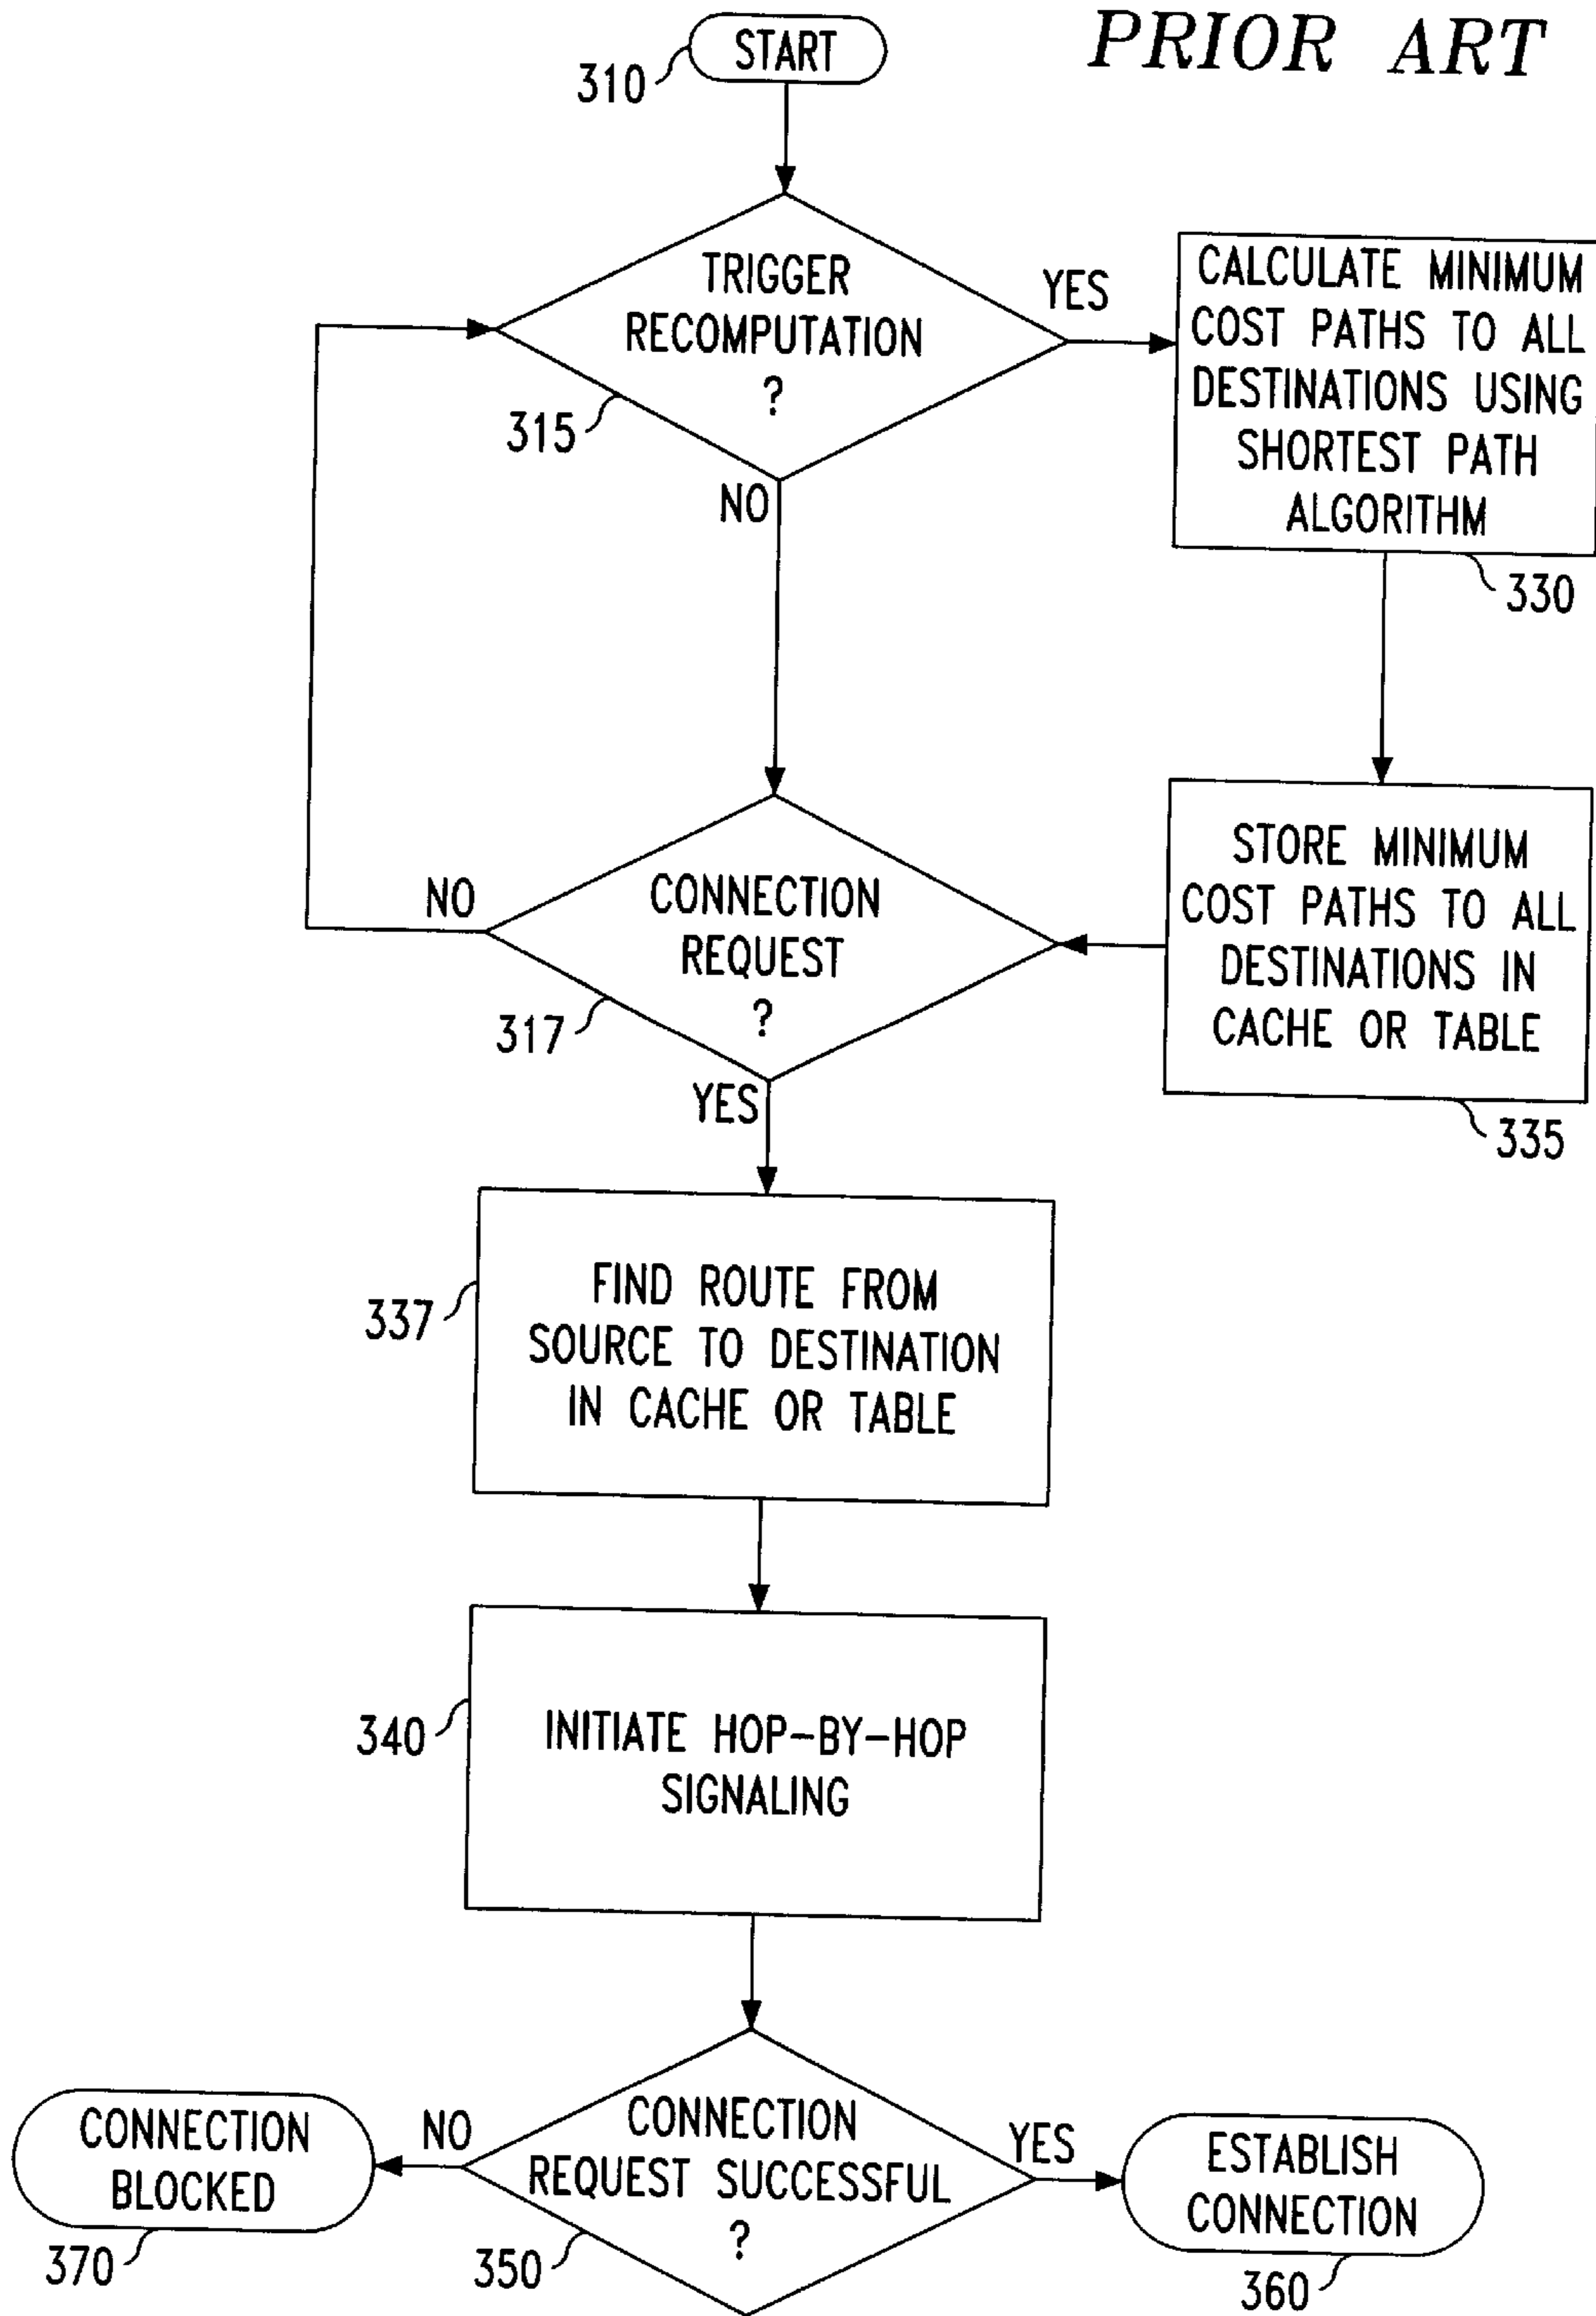 PRIOR ART
START
310
TRIGGER
RECOMPUTATION
?
315
YES
NO
CALCULATE MINIMUM
COST PATHS TO ALL
DESTINATIONS USING
SHORTEST PATH
ALGORITHM
330
STORE MINIMUM
COST PATHS TO ALL
DESTINATIONS IN
CACHE OR TABLE
335
CONNECTION
REQUEST
?
317
NO
YES
FIND ROUTE FROM
SOURCE TO DESTINATION
IN CACHE OR TABLE
337
INITIATE HOP-BY-HOP
SIGNALING
340
CONNECTION
REQUEST SUCCESSFUL
?
350
NO
YES
CONNECTION
BLOCKED
370
ESTABLISH
CONNECTION
360